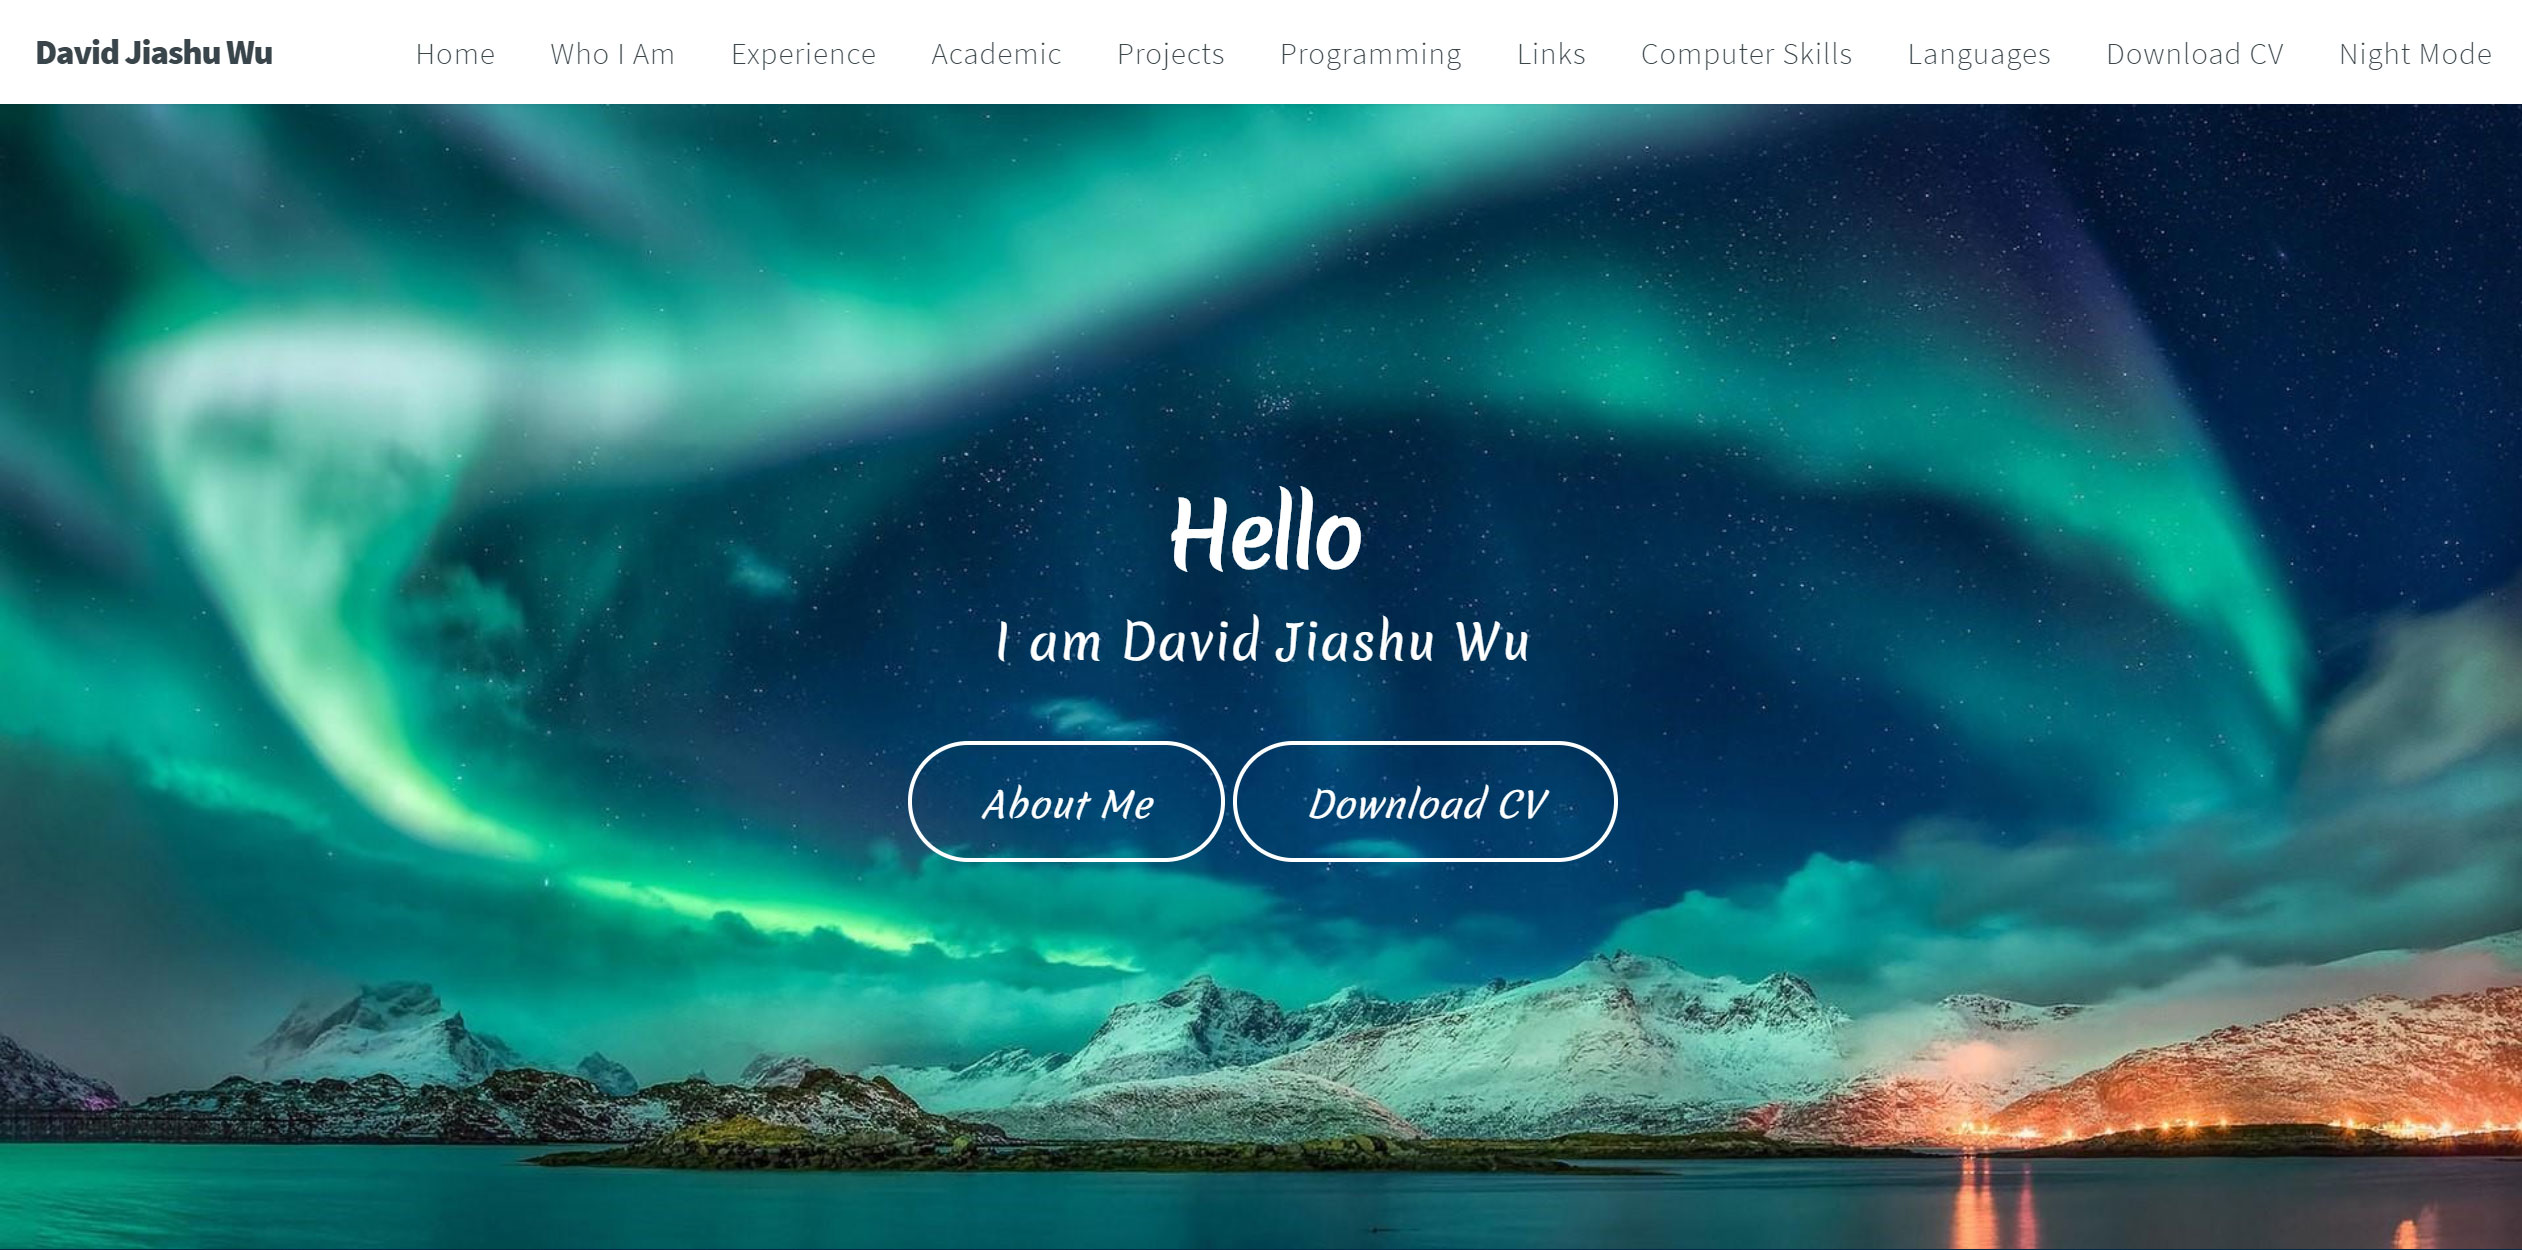 David Jiashu Wu Home Who I Am Experience Academic Projects Programming Links Computer Skills Languages Download CV Night Mode
Hello
I am David Jiashu Wu
About Me Download CV